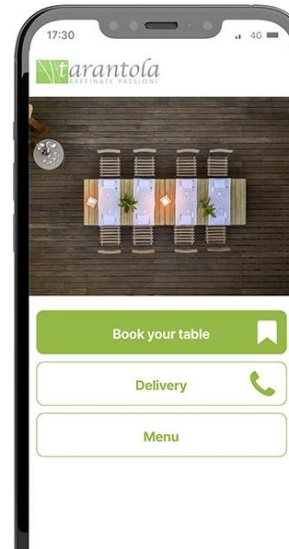 17:30
4G
tarantola
RAFFINATE PASSIONI
Book your table
Delivery
Menu